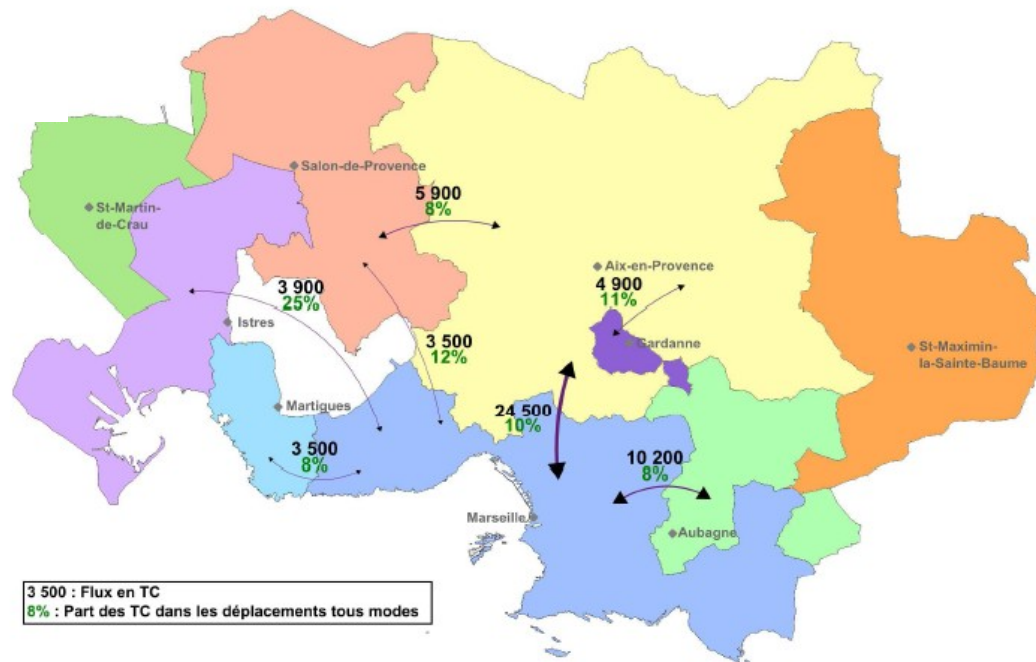 Salon-de-Provence
St-Martin-
de-Crau
5 900
8%
Aix-en-Provence
4 900
11%
3 900
25%
Istres
3 500
12%
Gardanne
St-Maximin-
la-Sainte-Baume
Martigues
24 500
10%
3 500
8%
10 200
8%
Marseille
Aubagne
3 500 : Flux en TC
8% : Part des TC dans les déplacements tous modes